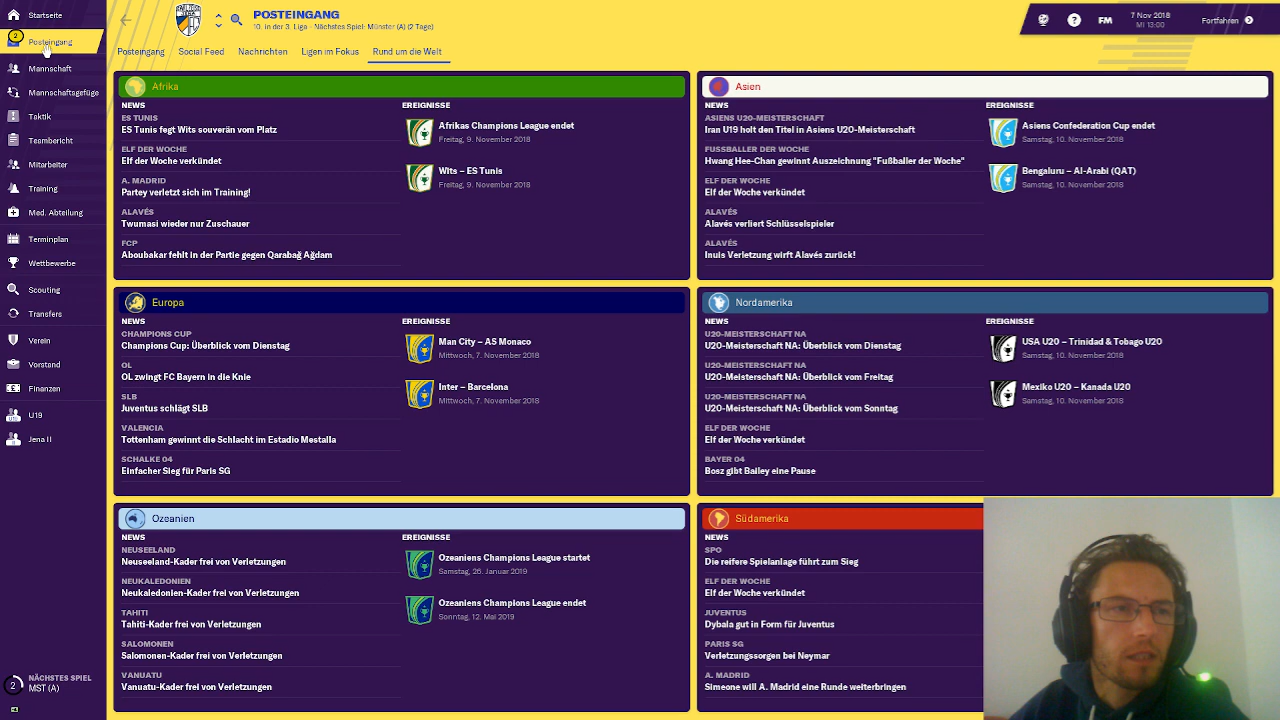 Startseite
2
Posteingang
Mannschaft
Mannschaftsgefüge
Taktik
Teambericht
Mitarbeiter
Training
Med. Abteilung
Terminplan
Wettbewerbe
Scouting
Transfers
Verein
Vorstand
Finanzen
U19
Jena II
2
NÄCHSTES SPIEL
MST (A)
POSTEINGANG
10. in der 3. Liga - Nächstes Spiel: Münster (A) (2 Tage)
?
FM
7 Nov 2018
MI 13:00
Fortfahren
Posteingang
Social Feed
Nachrichten
Ligen im Fokus
Rund um die Welt
Afrika
NEWS
ES TUNIS
ES Tunis fegt Wits souverän vom Platz
ELF DER WOCHE
Elf der Woche verkündet
A. MADRID
Partey verletzt sich im Training!
ALAVÉS
Twumasi wieder nur Zuschauer
FCP
Aboubakar fehlt in der Partie gegen Qarabağ Ağdam
EREIGNISSE
Afrikas Champions League endet
Freitag, 9. November 2018
Wits – ES Tunis
Freitag, 9. November 2018
Asien
NEWS
ASIENS U20-MEISTERSCHAFT
Iran U19 holt den Titel in Asiens U20-Meisterschaft
FUSSBALLER DER WOCHE
Hwang Hee-Chan gewinnt Auszeichnung "Fußballer der Woche"
ELF DER WOCHE
Elf der Woche verkündet
ALAVÉS
Alavés verliert Schlüsselspieler
ALAVÉS
Inuis Verletzung wirft Alavés zurück!
EREIGNISSE
Asiens Confederation Cup endet
Samstag, 10. November 2018
Bengaluru – Al-Arabi (QAT)
Samstag, 10. November 2018
Europa
NEWS
CHAMPIONS CUP
Champions Cup: Überblick vom Dienstag
OL
OL zwingt FC Bayern in die Knie
SLB
Juventus schlägt SLB
VALENCIA
Tottenham gewinnt die Schlacht im Estadio Mestalla
SCHALKE 04
Einfacher Sieg für Paris SG
EREIGNISSE
Man City – AS Monaco
Mittwoch, 7. November 2018
Inter – Barcelona
Mittwoch, 7. November 2018
Nordamerika
NEWS
U20-MEISTERSCHAFT NA
U20-Meisterschaft NA: Überblick vom Dienstag
U20-MEISTERSCHAFT NA
U20-Meisterschaft NA: Überblick vom Freitag
U20-MEISTERSCHAFT NA
U20-Meisterschaft NA: Überblick vom Sonntag
ELF DER WOCHE
Elf der Woche verkündet
BAYER 04
Bosz gibt Bailey eine Pause
EREIGNISSE
USA U20 – Trinidad & Tobago U20
Samstag, 10. November 2018
Mexiko U20 – Kanada U20
Samstag, 10. November 2018
Ozeanien
NEWS
NEUSEELAND
Neuseeland-Kader frei von Verletzungen
NEUKALEDONIEN
Neukaledonien-Kader frei von Verletzungen
TAHITI
Tahiti-Kader frei von Verletzungen
SALOMONEN
Salomonen-Kader frei von Verletzungen
VANUATU
Vanuatu-Kader frei von Verletzungen
EREIGNISSE
Ozeaniens Champions League startet
Samstag, 26. Januar 2019
Ozeaniens Champions League endet
Sonntag, 12. Mai 2019
Südamerika
NEWS
SPO
Die reifere Spielanlage führt zum Sieg
ELF DER WOCHE
Elf der Woche verkündet
JUVENTUS
Dybala gut in Form für Juventus
PARIS SG
Verletzungssorgen bei Neymar
A. MADRID
Simeone will A. Madrid eine Runde weiterbringen